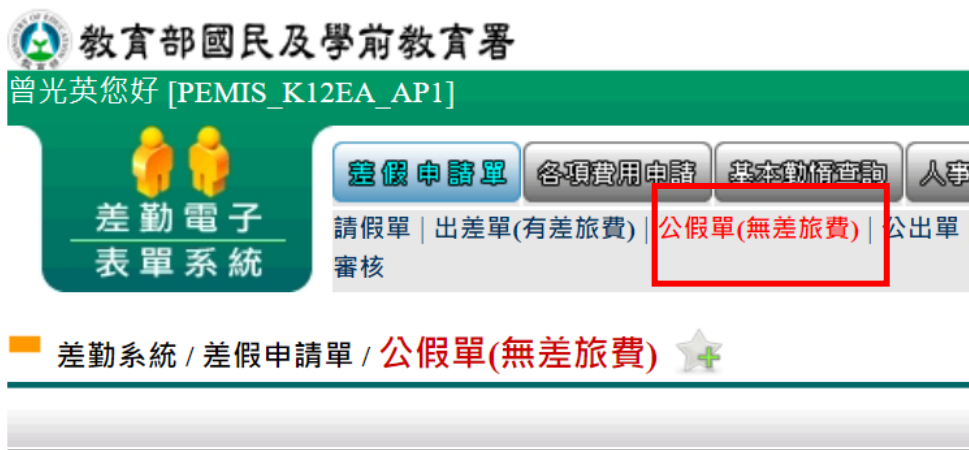 教育部國民及學前教育署
曾光英您好 [PEMIS_K12EA_AP1]
差勤電子
表單系統
差假申請單 各項費用申請 基本勤惰查詢 人事
請假單 | 出差單(有差旅費) | 公假單(無差旅費) | 公出單
審核
差勤系統 / 差假申請單 / 公假單(無差旅費)